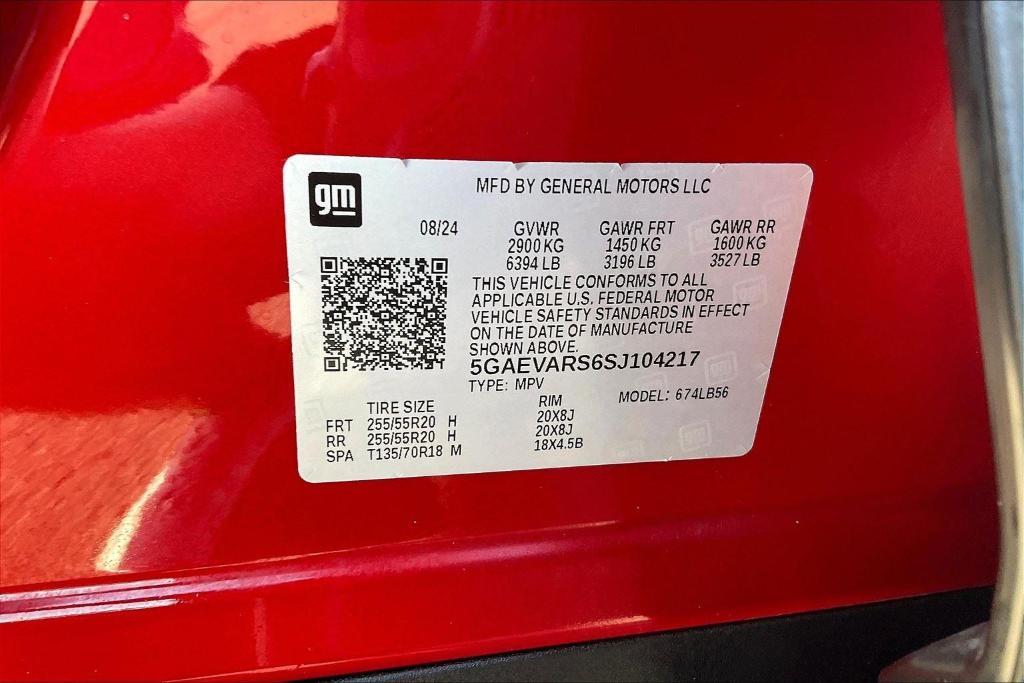 gm
MFD BY GENERAL MOTORS LLC
08/24 GVWR GAWR FRT GAWR RR
2900 KG 1450 KG 1600 KG
6394 LB 3196 LB 3527 LB
THIS VEHICLE CONFORMS TO ALL
APPLICABLE U.S. FEDERAL MOTOR
VEHICLE SAFETY STANDARDS IN EFFECT
ON THE DATE OF MANUFACTURE
SHOWN ABOVE.
5GAEVARS6SJ104217
TYPE: MPV
MODEL: 674LB56
TIRE SIZE RIM
FRT 255/55R20 H 20X8J
RR 255/55R20 H 20X8J
SPA T135/70R18 M 18X4.5B